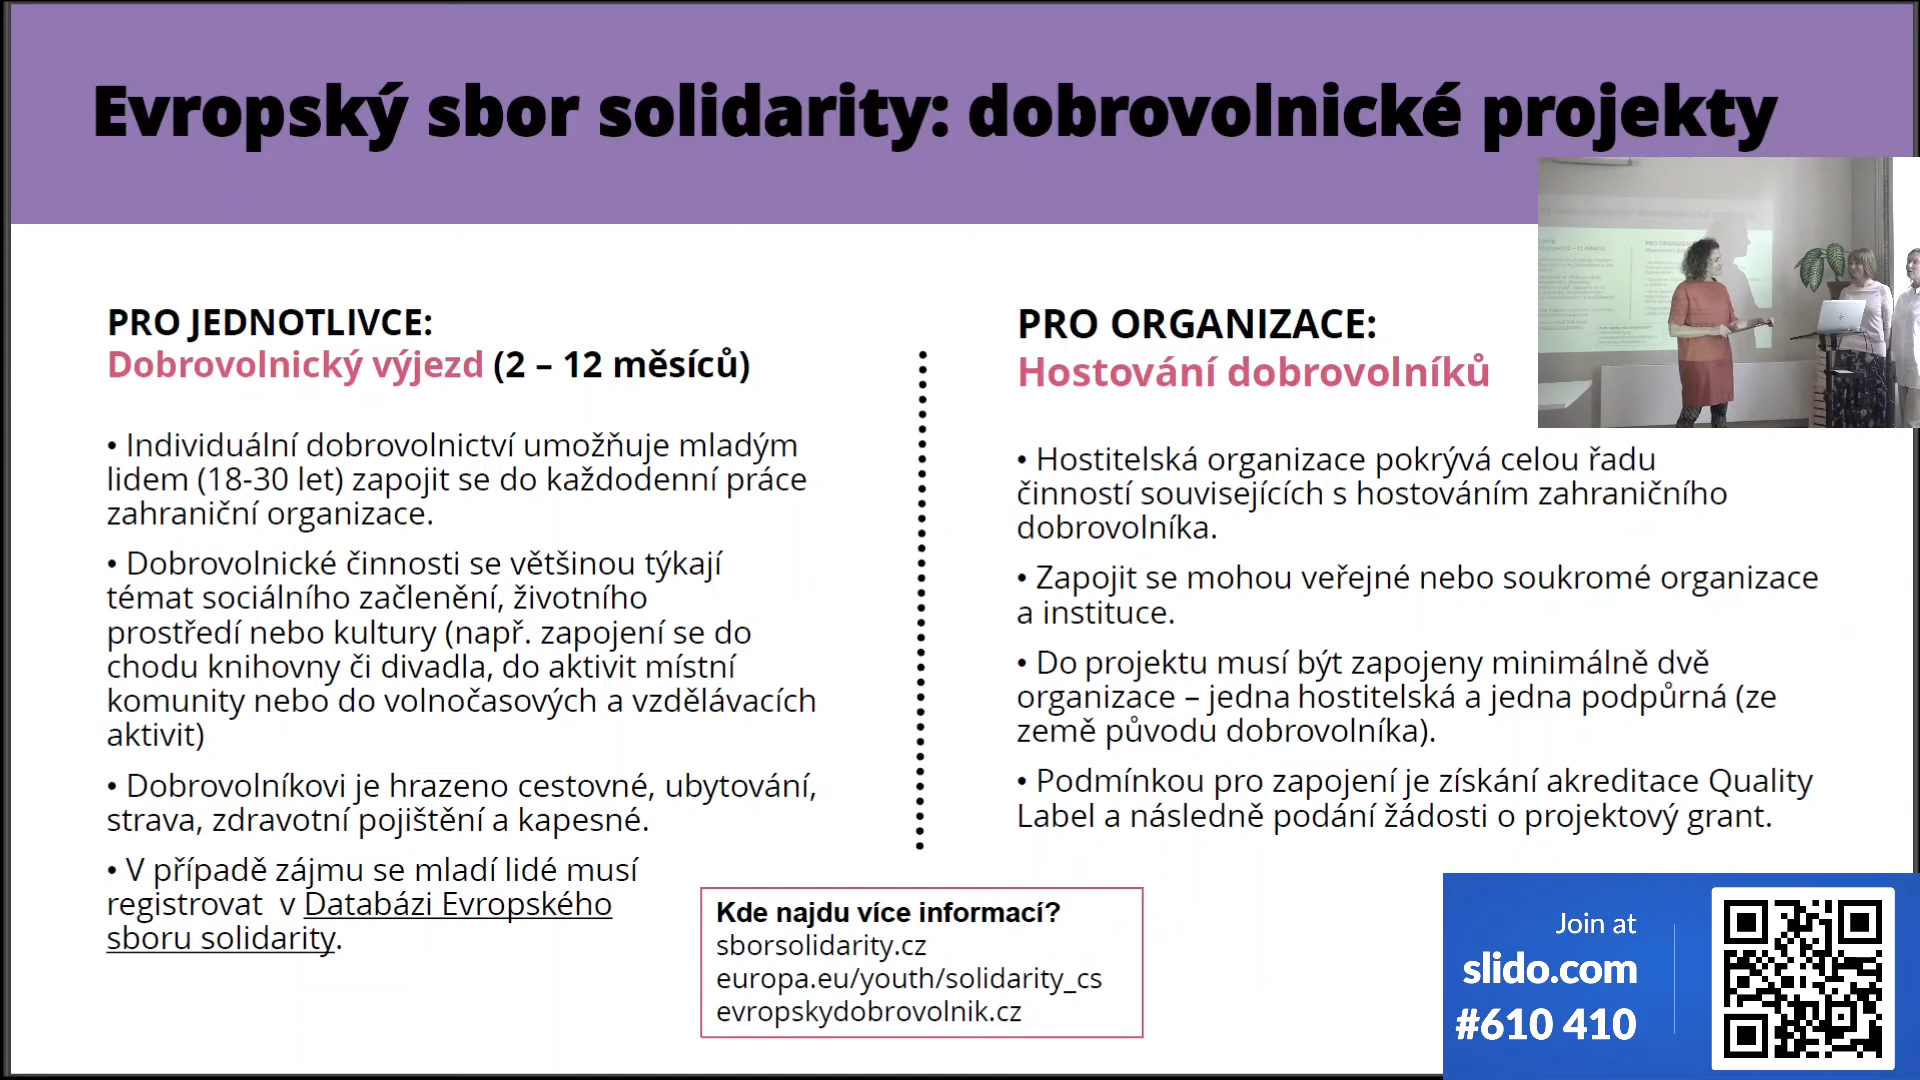 Evropský sbor solidarity: dobrovolnické projekty
PRO JEDNOTLIVCE:
Dobrovolnický výjezd (2 – 12 měsíců)
• Individuální dobrovolnictví umožňuje mladým
lidem (18-30 let) zapojit se do každodenní práce
zahraniční organizace.
• Dobrovolnické činnosti se většinou týkají
témat sociálního začlenění, životního
prostředí nebo kultury (např. zapojení se do
chodu knihovny či divadla, do aktivit místní
komunity nebo do volnočasových a vzdělávacích
aktivit)
• Dobrovolníkovi je hrazeno cestovné, ubytování,
strava, zdravotní pojištění a kapesné.
• V případě zájmu se mladí lidé musí
registrovat  v Databázi Evropského
sboru solidarity.
PRO ORGANIZACE:
Hostování dobrovolníků
• Hostitelská organizace pokrývá celou řadu
činností souvisejících s hostováním zahraničního
dobrovolníka.
• Zapojit se mohou veřejné nebo soukromé organizace
a instituce.
• Do projektu musí být zapojeny minimálně dvě
organizace – jedna hostitelská a jedna podpůrná (ze
země původu dobrovolníka).
• Podmínkou pro zapojení je získání akreditace Quality
Label a následně podání žádosti o projektový grant.
Kde najdu více informací?
sborsolidarity.cz
europa.eu/youth/solidarity_cs
evropskydobrovolnik.cz
Join at
slido.com
#610 410